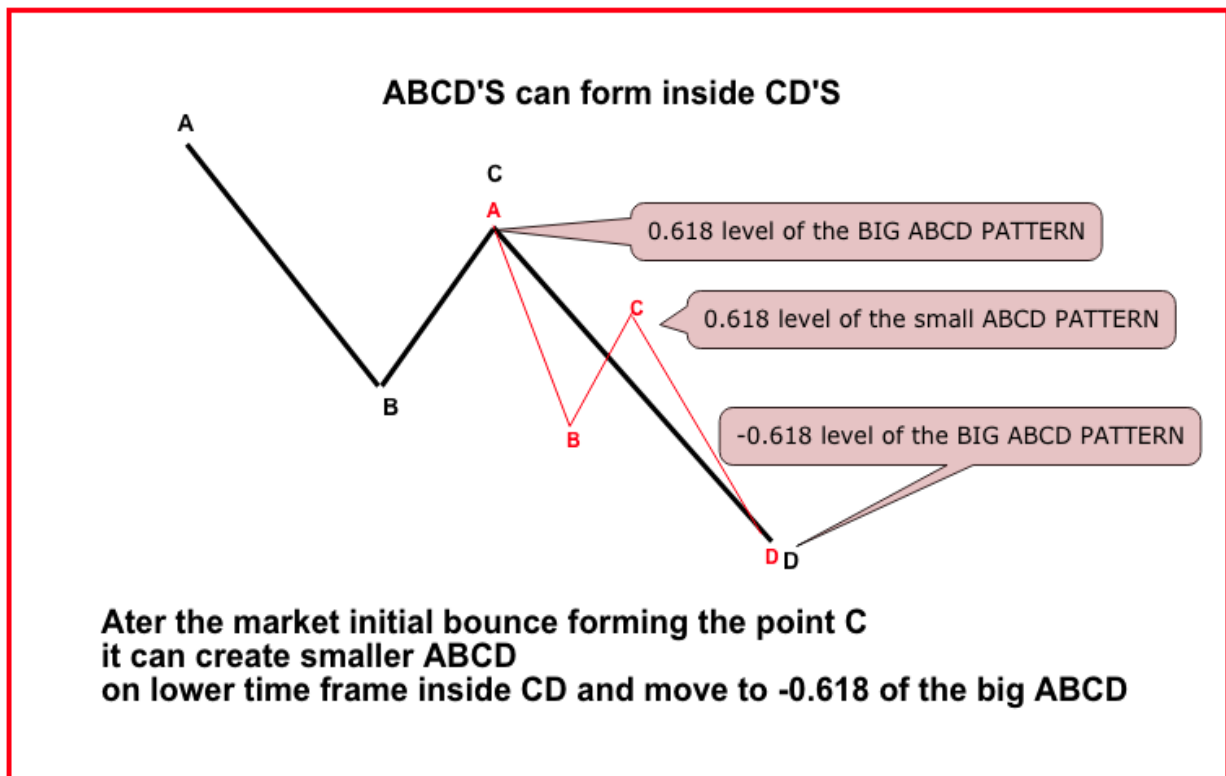 ABCD'S can form inside CD'S
A
C
A
0.618 level of the BIG ABCD PATTERN
C
0.618 level of the small ABCD PATTERN
B
B
-0.618 level of the BIG ABCD PATTERN
D
D
Ater the market initial bounce forming the point C
it can create smaller ABCD
on lower time frame inside CD and move to -0.618 of the big ABCD